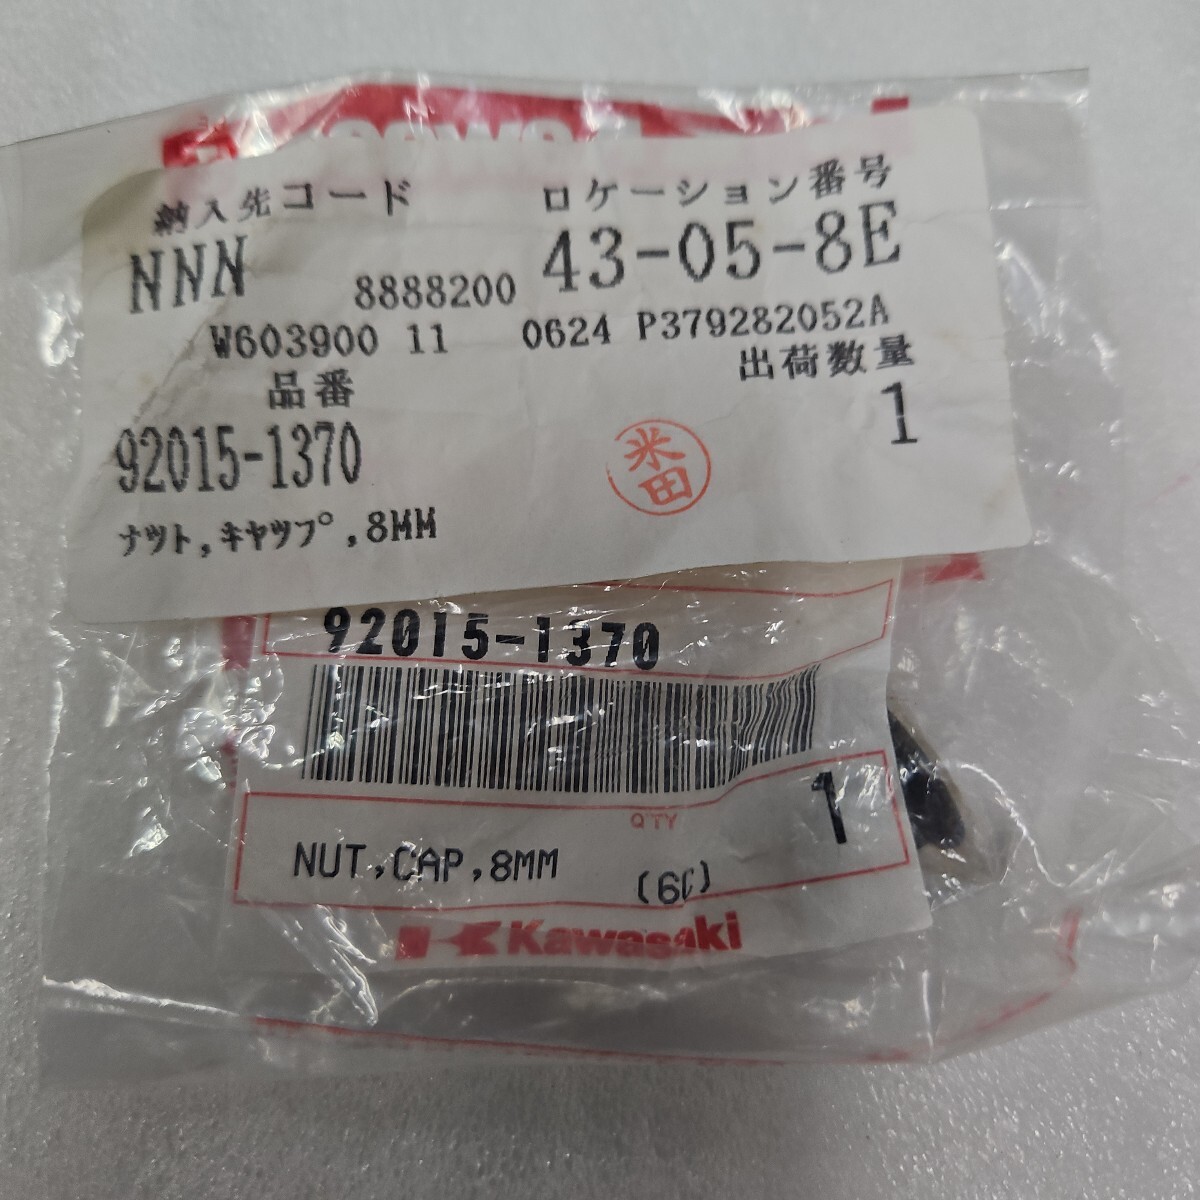 納入先コード ロケーション番号
NNN 8888200 43-05-8E
W603900 11 0624 P379282052A
品番 出荷数量
92015-1370 1
米田
ナツト,キヤツプ,8MM
92015-1370
Q'TY 1
NUT,CAP,8MM
Kawasaki